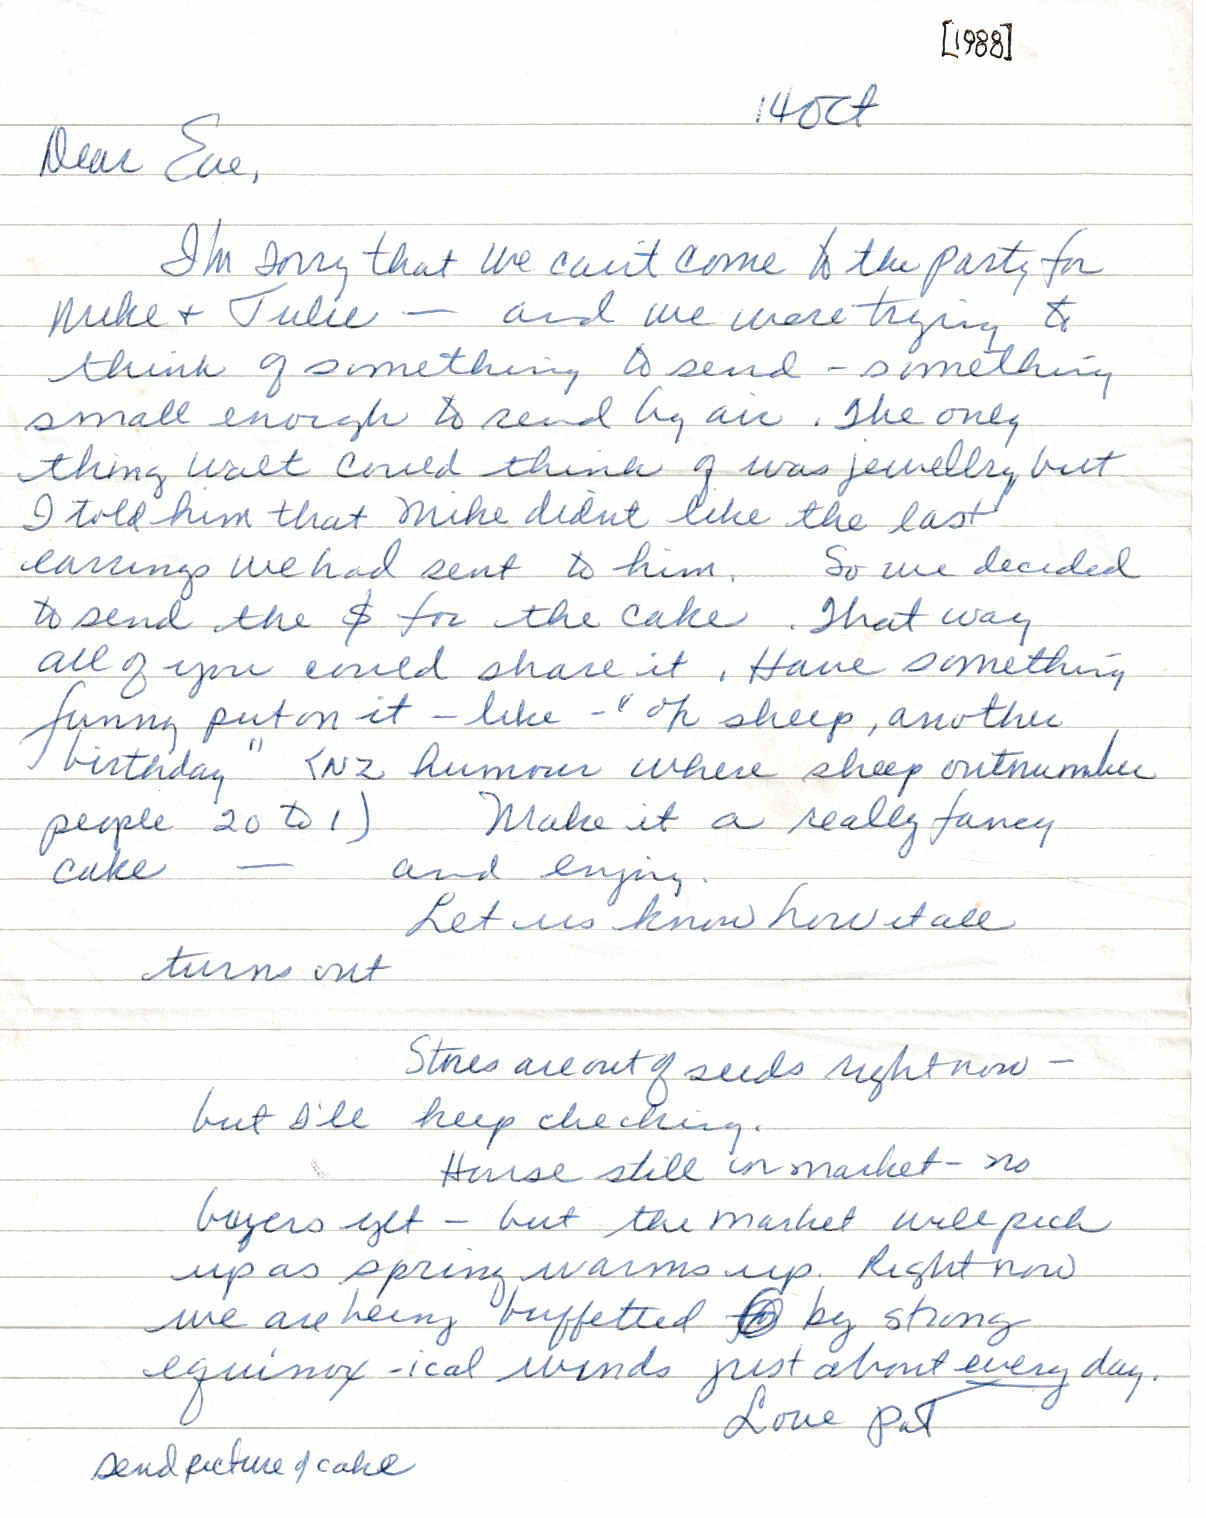 [1988]
14 Oct
Dear Eve,
I'm sorry that we can't come to the party for
Mike + Julie — and we were trying to
think of something to send - something
small enough to send by air. The only
thing Walt could think of was jewellry, but
I told him that Mike didn't like the last
earrings we had sent to him. So we decided
to send the $ for the cake. That way
all of you could share it. Have something
funny put on it - like - "oh sheep, another
birthday" (NZ humour where sheep outnumber
people 20 to 1) Make it a really fancy
cake — and enjoy.
Let us know how it all
turns out
Stores are out of seeds right now -
but I'll keep checking.
House still on market - no
buyers yet - but the market will pick
up as spring warms up. Right now
we are being buffetted by strong
equinox-ical winds just about every day.
Love Pat
send picture of cake